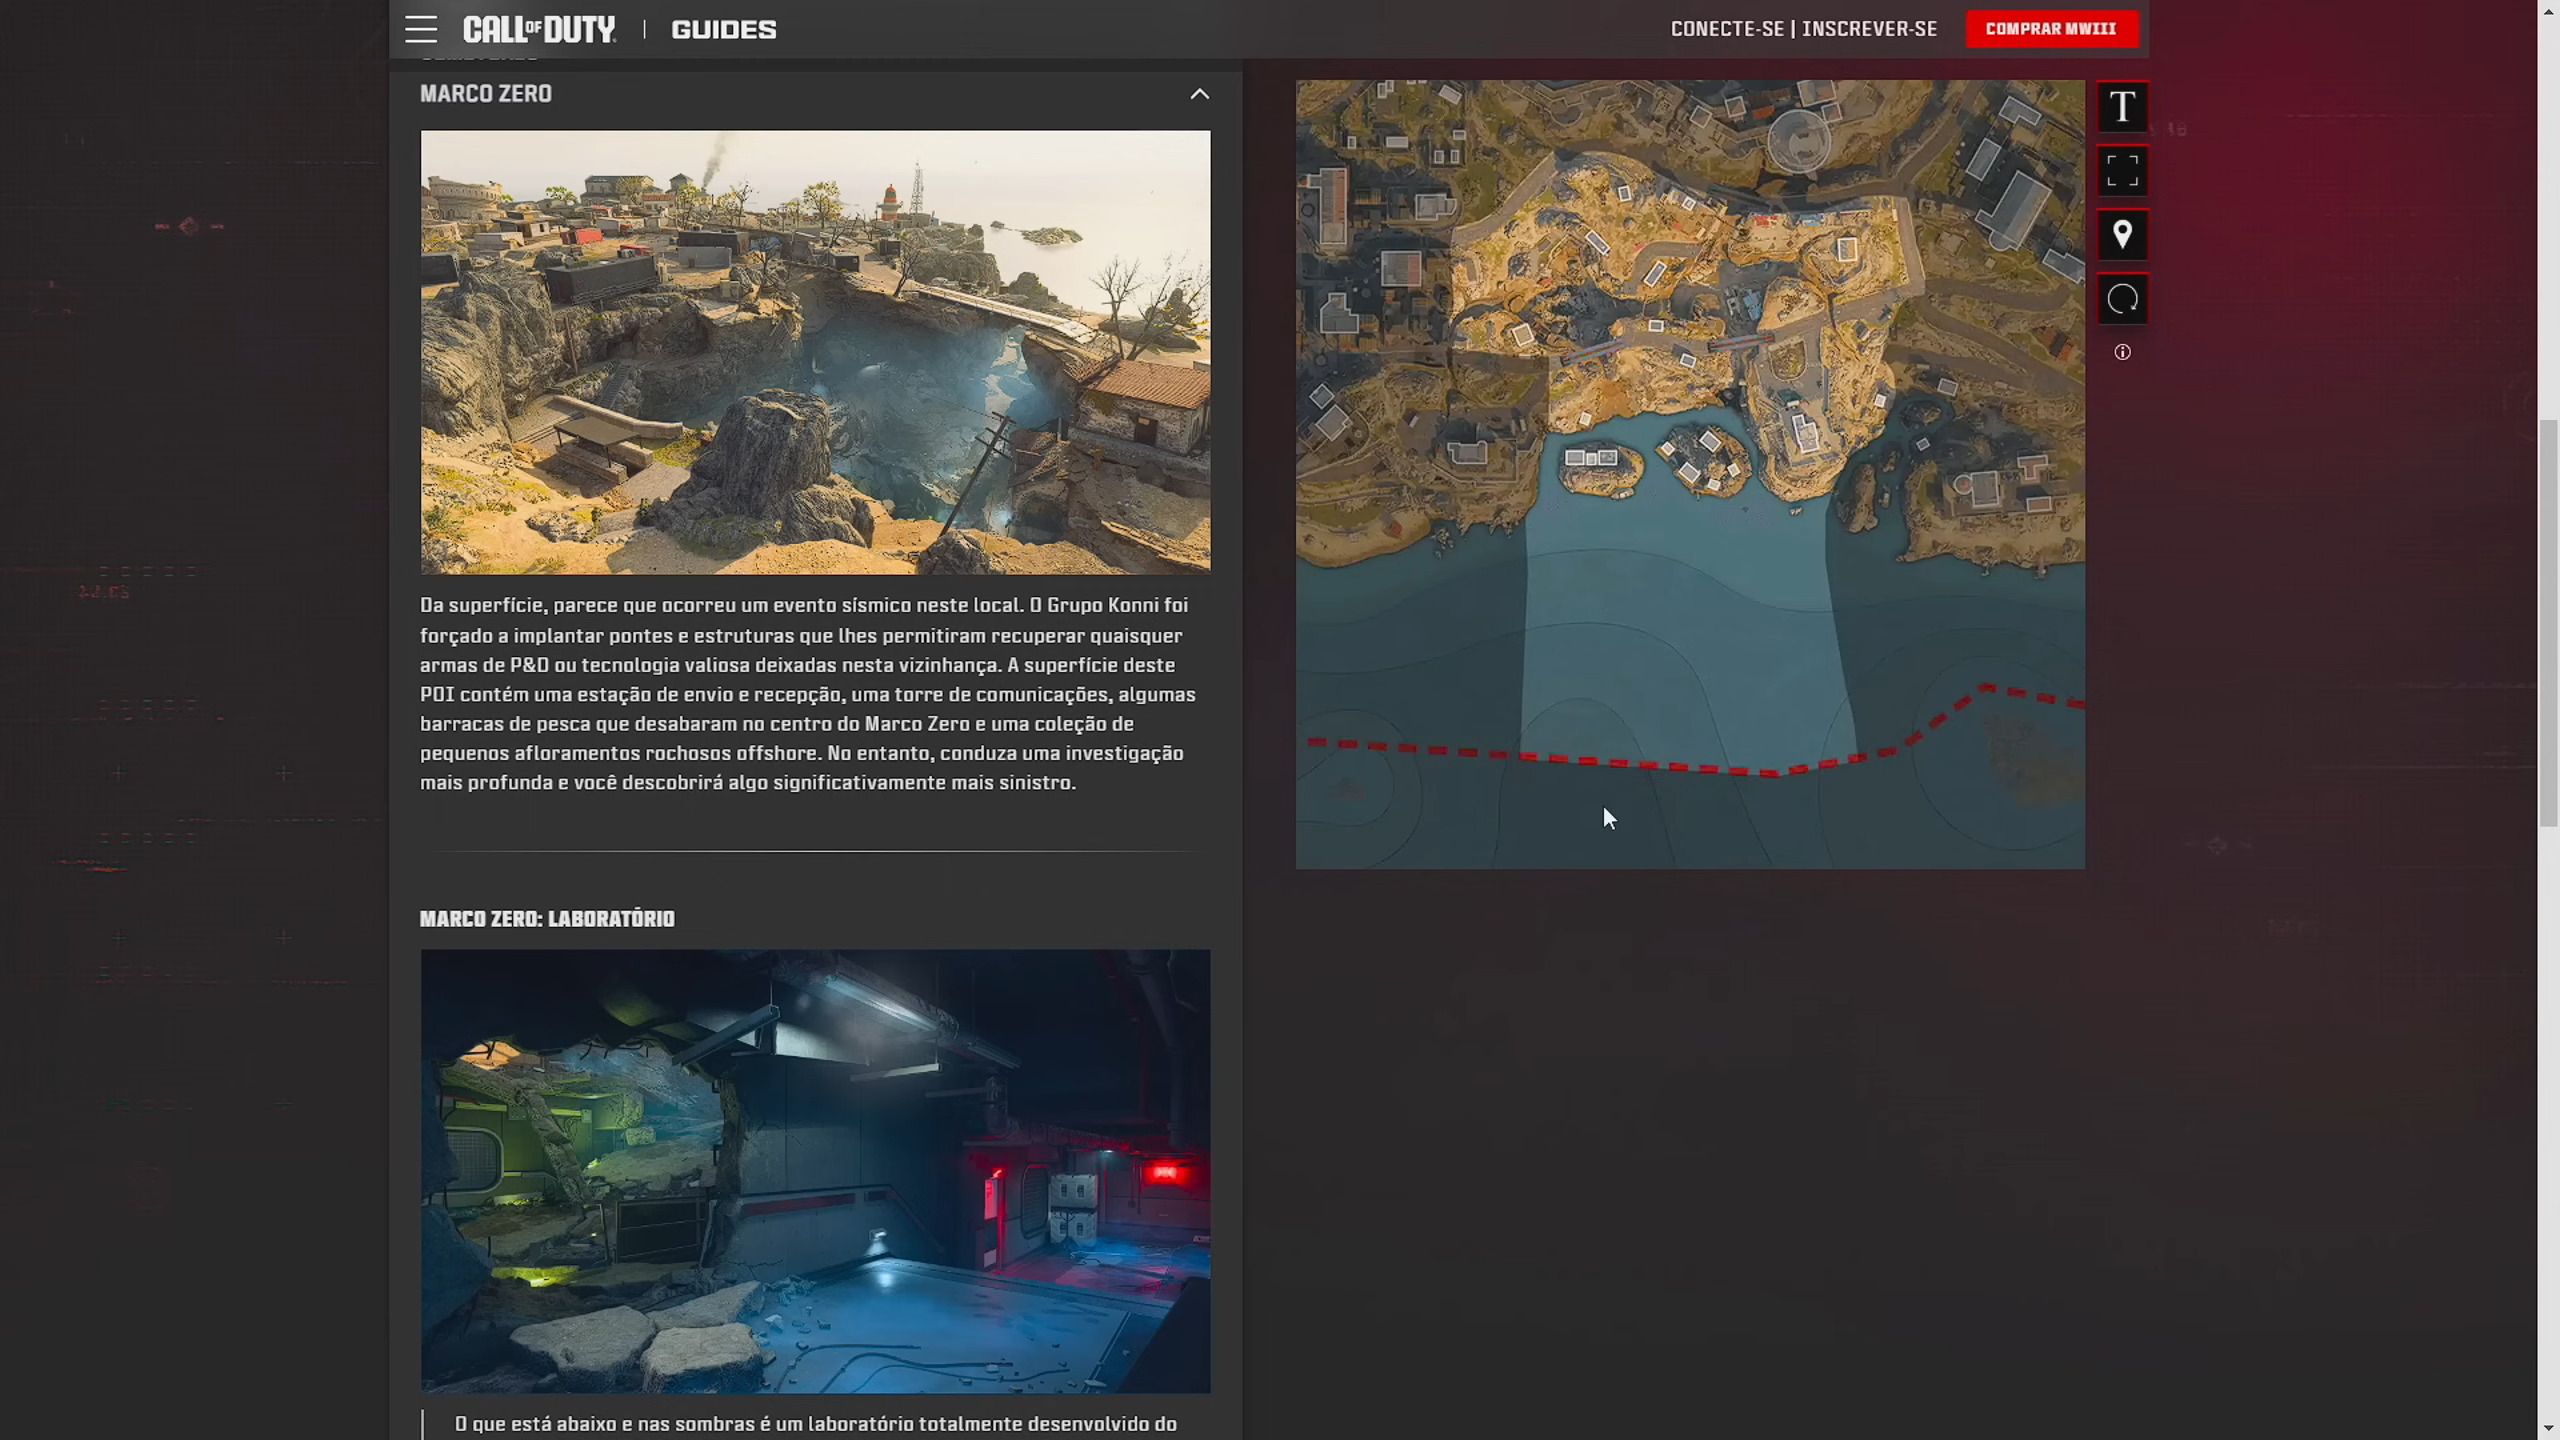 CALL OF DUTY | GUIDES
CONECTE-SE | INSCREVER-SE
COMPRAR MWIII
MARCO ZERO
T
Da superfície, parece que ocorreu um evento sísmico neste local. O Grupo Konni foi
forçado a implantar pontes e estruturas que lhes permitiram recuperar quaisquer
armas de P&D ou tecnologia valiosa deixadas nesta vizinhança. A superfície deste
POI contém uma estação de envio e recepção, uma torre de comunicações, algumas
barracas de pesca que desabaram no centro do Marco Zero e uma coleção de
pequenos afloramentos rochosos offshore. No entanto, conduza uma investigação
mais profunda e você descobrirá algo significativamente mais sinistro.
MARCO ZERO: LABORATÓRIO
O que está abaixo e nas sombras é um laboratório totalmente desenvolvido do